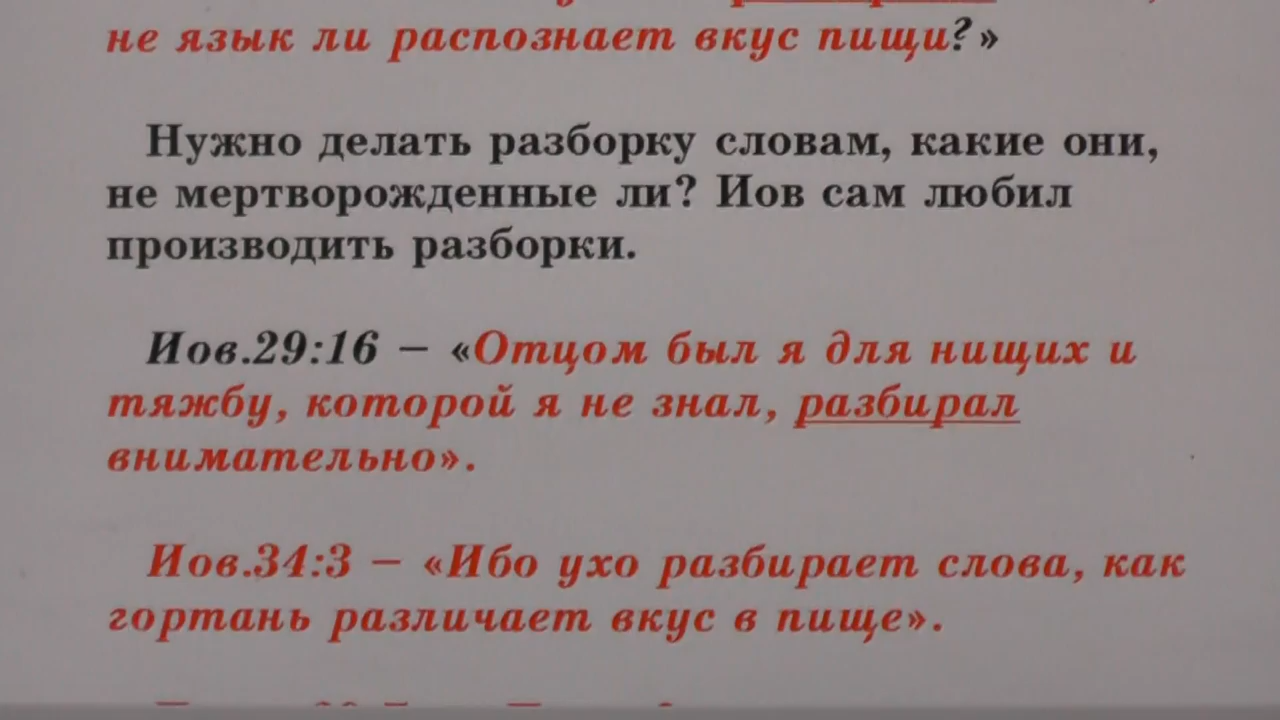 не язык ли распознает вкус пищи?»
Нужно делать разборку словам, какие они,
не мертворожденные ли? Иов сам любил
производить разборки.
Иов.29:16 – «Отцом был я для нищих и
тяжбу, которой я не знал, разбирал
внимательно».
Иов.34:3 – «Ибо ухо разбирает слова, как
гортань различает вкус в пище».